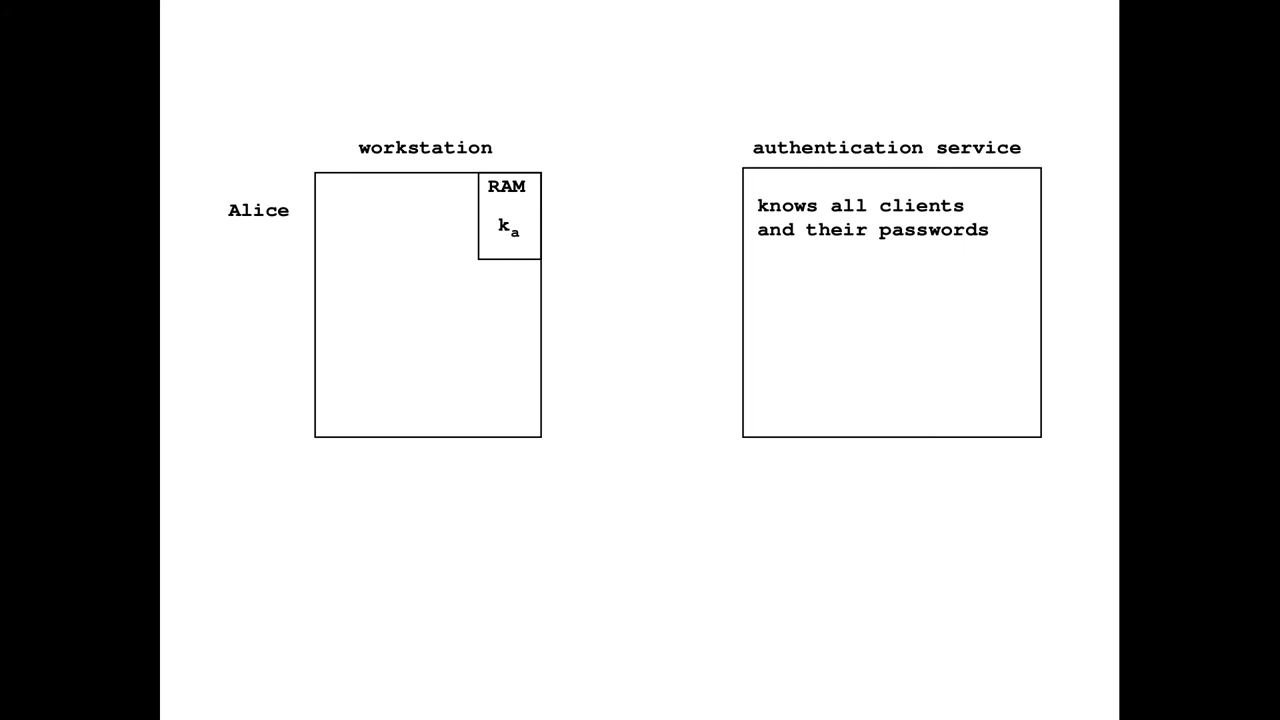 workstation
authentication service
Alice
RAM
ka
knows all clients
and their passwords